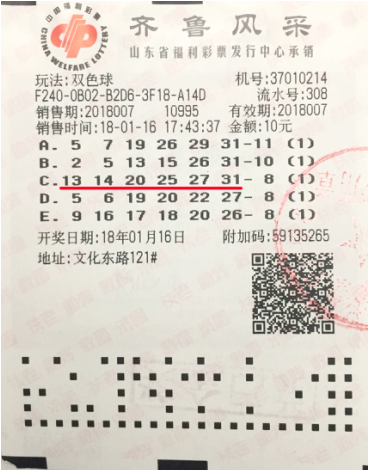 中国福利彩票
CHINA WELFARE LOTTERY
齐鲁风采
山东省福利彩票发行中心承销
玩法:双色球 机号:37010214
F240-0B02-B2D6-3F18-A14D 流水号:308
销售期:2018007 10995 有效期:2018007
销售时间:18-01-16 17:43:37 金额:10元
A. 5 7 19 26 29 31-11 (1)
B. 2 5 13 15 26 31-10 (1)
C. 13 14 20 25 27 31- 8 (1)
D. 5 6 19 20 22 27- 8 (1)
E. 9 16 17 18 20 26- 8 (1)
开奖日期:18年01月16日 附加码:59135265
地址:文化东路121#